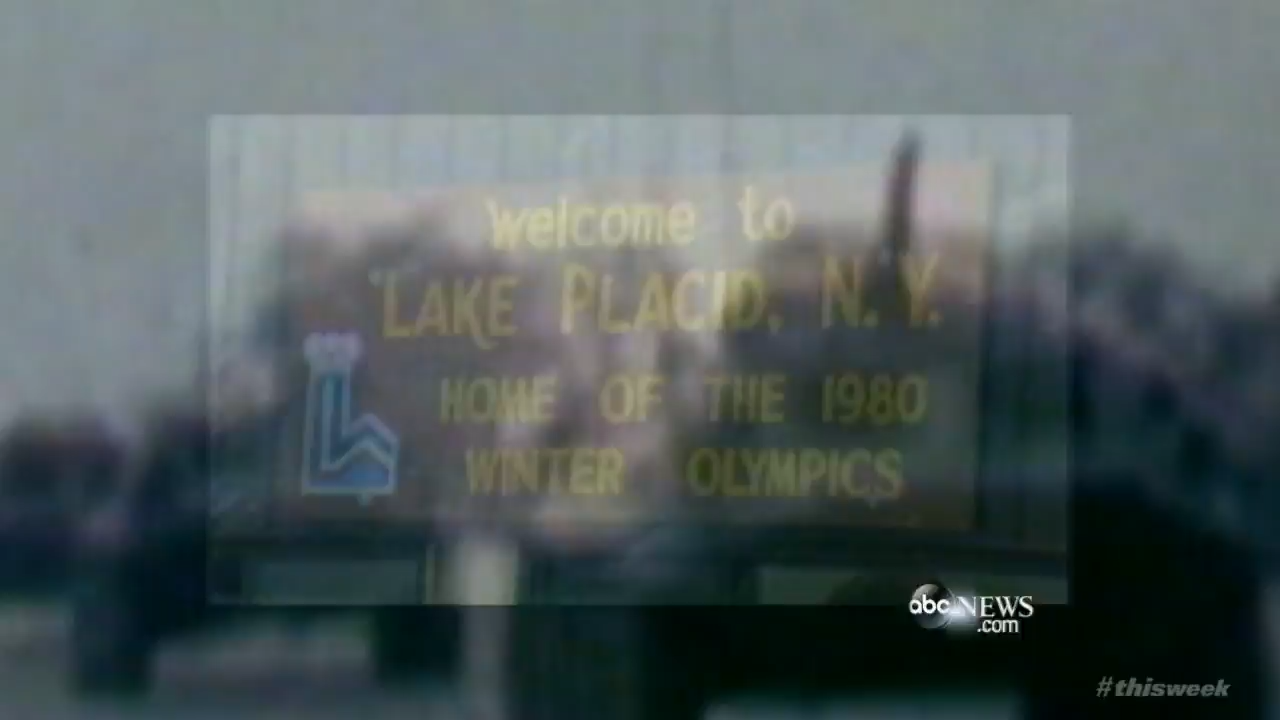 welcome to
LAKE PLACID, N.Y.
HOME OF THE 1980
WINTER OLYMPICS
abc NEWS
.com
#thisweek